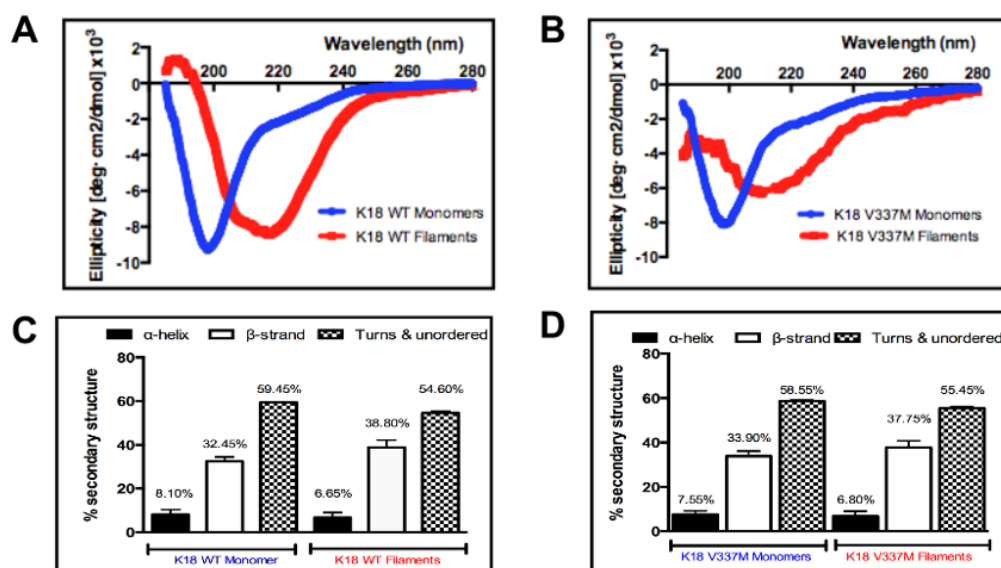 A
Wavelength (nm)
200 220 240 260 280
2
0
-2
-4
-6
-8
-10
Ellipticity [deg· cm2/dmol] x10³
K18 WT Monomers
K18 WT Filaments
B
Wavelength (nm)
200 220 240 260 280
2
0
-2
-4
-6
-8
-10
Ellipticity [deg· cm2/dmol] x10³
K18 V337M Monomers
K18 V337M Filaments
C
α-helix β-strand Turns & unordered
% secondary structure
80
60
40
20
0
8.10%
32.45%
59.45%
6.65%
38.80%
54.60%
K18 WT Monomer
K18 WT Filaments
D
α-helix β-strand Turns & unordered
% secondary structure
80
60
40
20
0
7.55%
33.90%
58.55%
6.80%
37.75%
55.45%
K18 V337M Monomers
K18 V337M Filaments